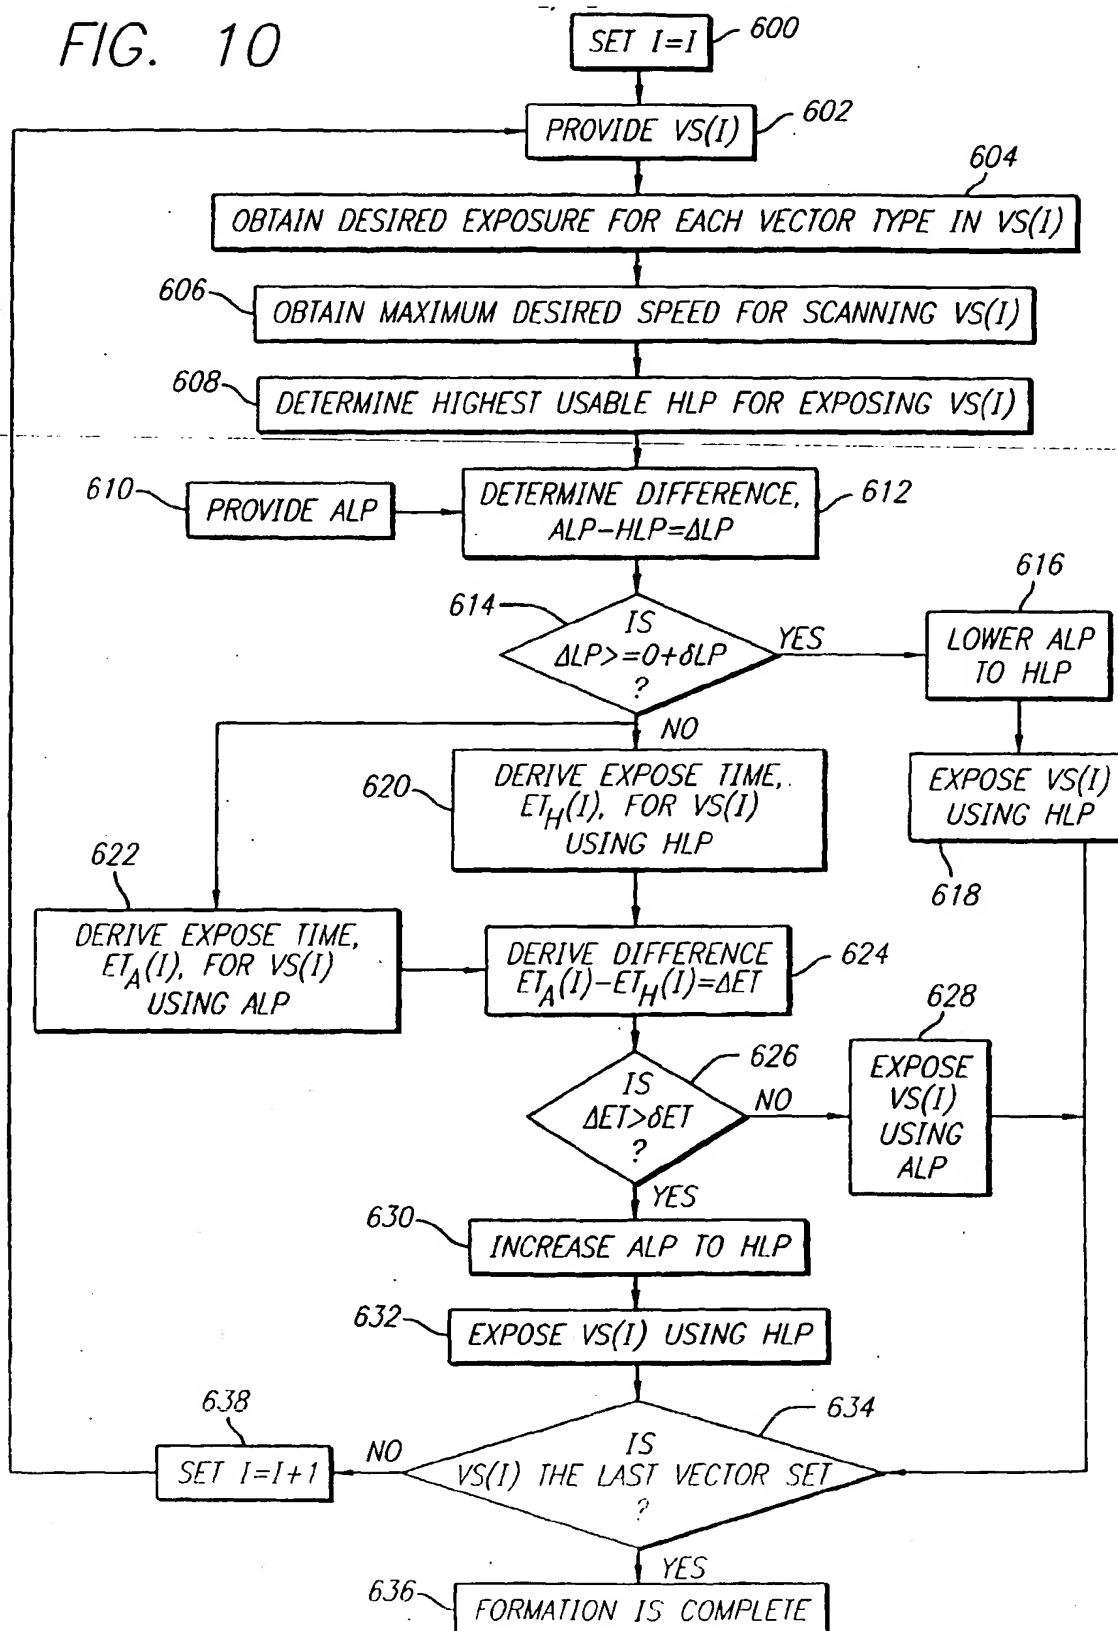 FIG. 10
SET I=I
600
PROVIDE VS(I)
602
604
OBTAIN DESIRED EXPOSURE FOR EACH VECTOR TYPE IN VS(I)
606
OBTAIN MAXIMUM DESIRED SPEED FOR SCANNING VS(I)
608
DETERMINE HIGHEST USABLE HLP FOR EXPOSING VS(I)
610
PROVIDE ALP
DETERMINE DIFFERENCE,
ALP-HLP=ΔLP
612
614
IS
ΔLP>=0+δLP
?
YES
616
LOWER ALP
TO HLP
NO
620
DERIVE EXPOSE TIME,
ET_H(I), FOR VS(I)
USING HLP
EXPOSE VS(I)
USING HLP
618
622
DERIVE EXPOSE TIME,
ET_A(I), FOR VS(I)
USING ALP
DERIVE DIFFERENCE
ET_A(I)-ET_H(I)=ΔET
624
626
IS
ΔET>δET
?
NO
628
EXPOSE
VS(I)
USING
ALP
YES
630
INCREASE ALP TO HLP
632
EXPOSE VS(I) USING HLP
634
IS
VS(I) THE LAST VECTOR SET
?
NO
638
SET I=I+1
YES
636
FORMATION IS COMPLETE